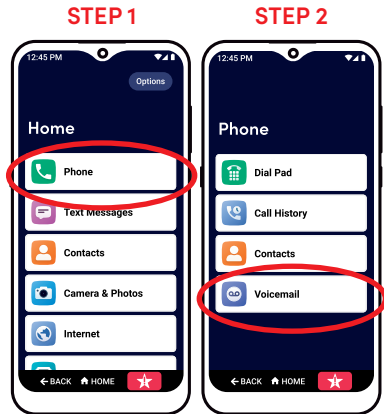 STEP 1
12:45 PM
Options
Home
Phone
Text Messages
Contacts
Camera & Photos
Internet
BACK HOME
STEP 2
12:45 PM
Phone
Dial Pad
Call History
Contacts
Voicemail
BACK HOME